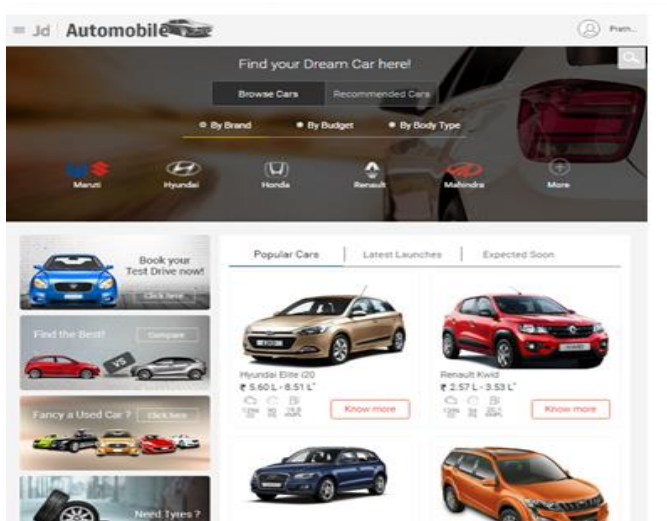 Jd Automobile
Prath...
Find your Dream Car here!
Browse Cars Recommended Cars
By Brand By Budget By Body Type
Maruti Hyundai Honda Renault Mahindra More
Book your
Test Drive now!
Click here
Find the Best! Compare
VS
Fancy a Used Car ? Click here
Need Tyres ?
Popular Cars Latest Launches Expected Soon
Hyundai Elite i20
₹ 5.60 L - 8.51 L*
Know more
Renault Kwid
₹ 2.57 L - 3.53 L*
Know more